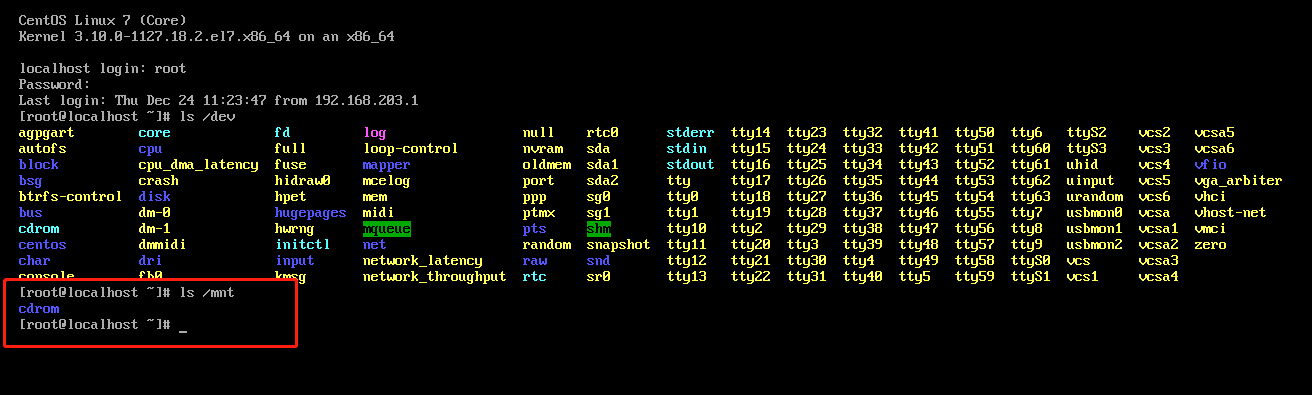 CentOS Linux 7 (Core)
Kernel 3.10.0-1127.18.2.el7.x86_64 on an x86_64
localhost login: root
Password:
Last login: Thu Dec 24 11:23:47 from 192.168.203.1
[root@localhost ~]# ls /dev
agpgart core fd log null rtc0 stderr tty14 tty23 tty32 tty41 tty50 tty6 ttyS2 vcs2 vcsa5
autofs cpu full loop-control nvram sda stdin tty15 tty24 tty33 tty42 tty51 tty60 ttyS3 vcs3 vcsa6
block cpu_dma_latency fuse mapper oldmem sda1 stdout tty16 tty25 tty34 tty43 tty52 tty61 uhid vcs4 vfio
bsg crash hidraw0 mcelog port sda2 tty tty17 tty26 tty35 tty44 tty53 tty62 uinput vcs5 vga_arbiter
btrfs-control disk hpet mem ppp sg0 tty0 tty18 tty27 tty36 tty45 tty54 tty63 urandom vcs6 vhci
bus dm-0 hugepages midi ptmx sg1 tty1 tty19 tty28 tty37 tty46 tty55 tty7 usbmon0 vcsa vhost-net
cdrom dm-1 hwrng mqueue pts shm tty10 tty2 tty29 tty38 tty47 tty56 tty8 usbmon1 vcsa1 vmci
centos dmmidi initctl net random snapshot tty11 tty20 tty3 tty39 tty48 tty57 tty9 usbmon2 vcsa2 zero
char dri input network_latency raw snd tty12 tty21 tty30 tty4 tty49 tty58 ttyS0 vcs vcsa3
console fb0 kmsg network_throughput rtc sr0 tty13 tty22 tty31 tty40 tty5 tty59 ttyS1 vcs1 vcsa4
[root@localhost ~]# ls /mnt
cdrom
[root@localhost ~]# _